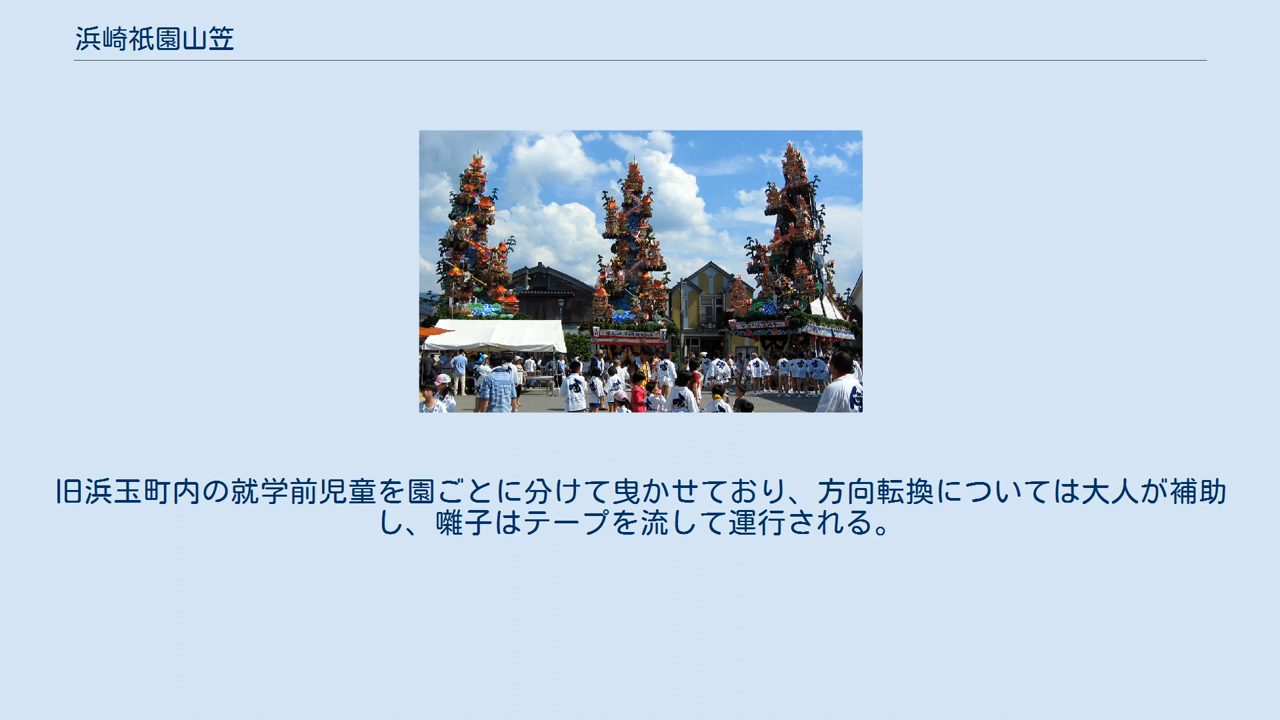 浜崎祇園山笠
旧浜玉町内の就学前児童を園ごとに分けて曳かせており、方向転換については大人が補助
し、囃子はテープを流して運行される。